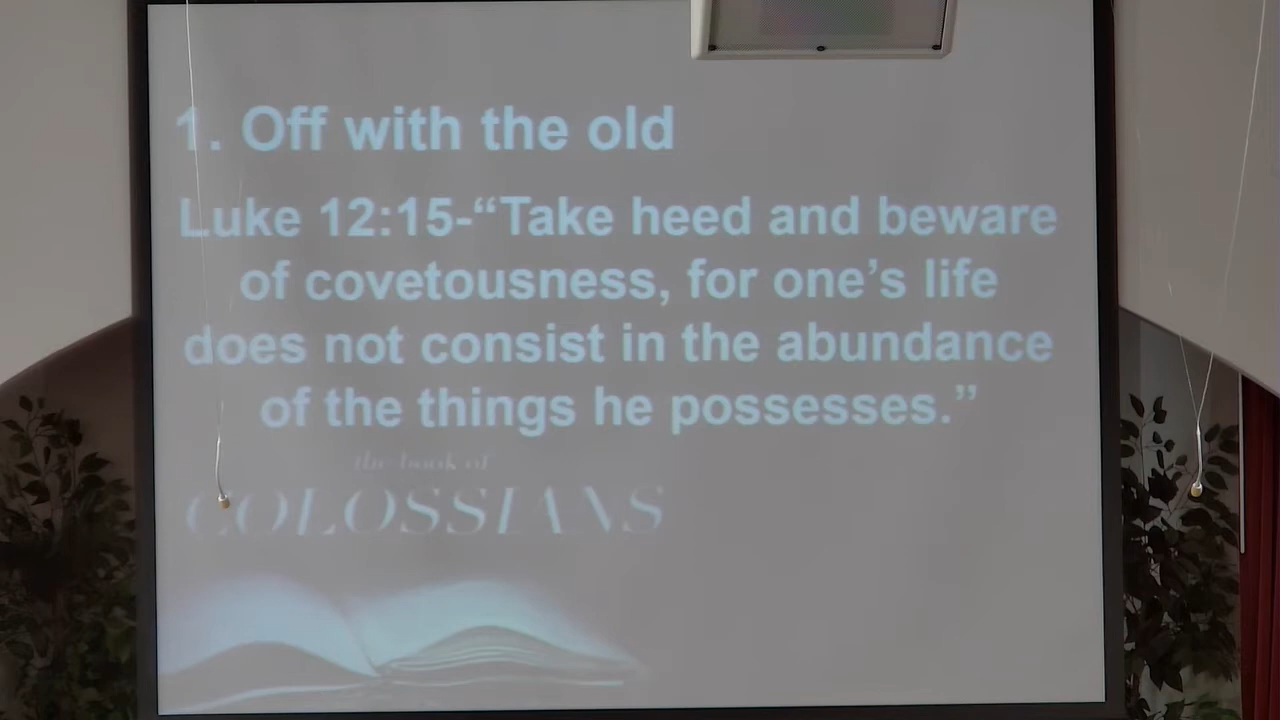 1. Off with the old
Luke 12:15-“Take heed and beware
of covetousness, for one’s life
does not consist in the abundance
of the things he possesses.”
the book of
COLOSSIANS